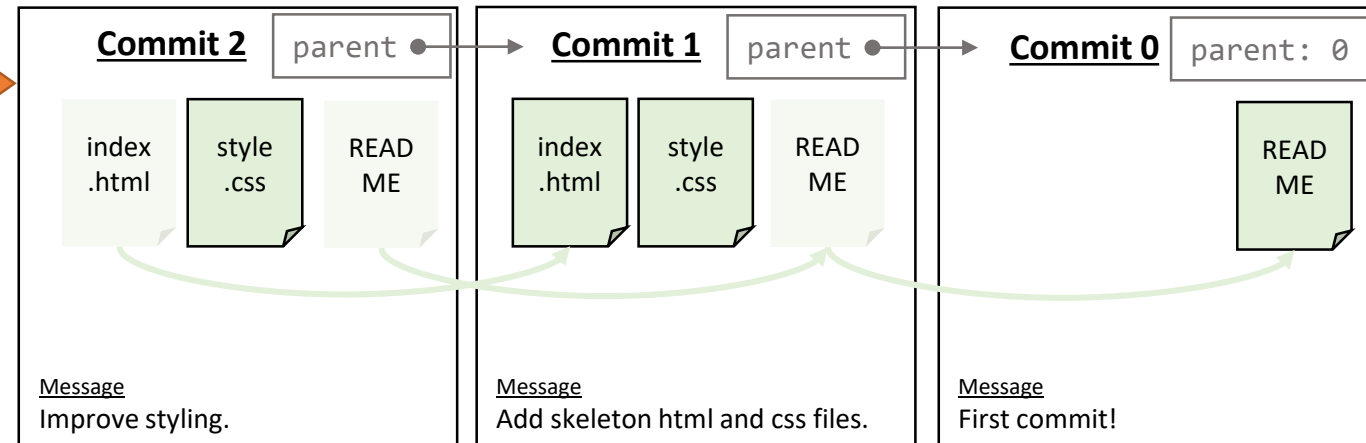 Commit 2
parent
index
.html
style
.css
READ
ME
Message
Improve styling.
Commit 1
parent
index
.html
style
.css
READ
ME
Message
Add skeleton html and css files.
Commit 0
parent: 0
READ
ME
Message
First commit!